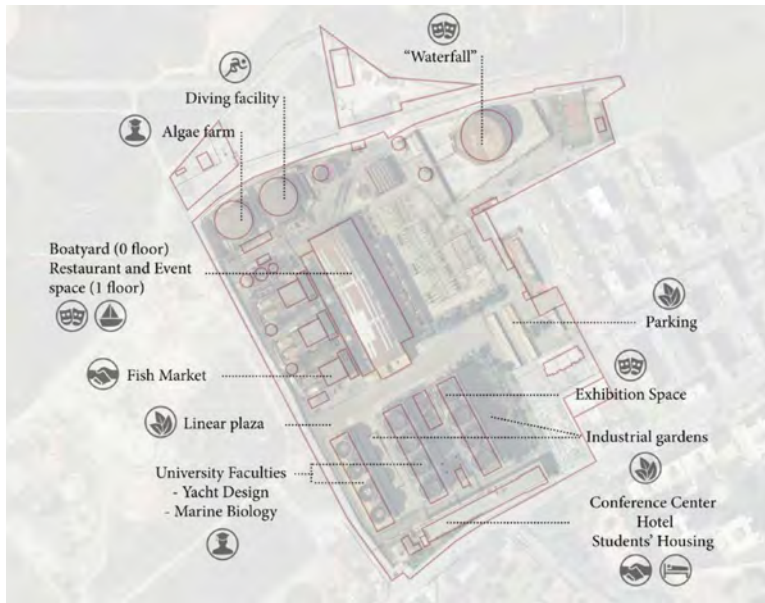 “Waterfall”
Diving facility
Algae farm
Boatyard (0 floor)
Restaurant and Event
space (1 floor)
Parking
Fish Market
Exhibition Space
Linear plaza
Industrial gardens
University Faculties
- Yacht Design
- Marine Biology
Conference Center
Hotel
Students’ Housing